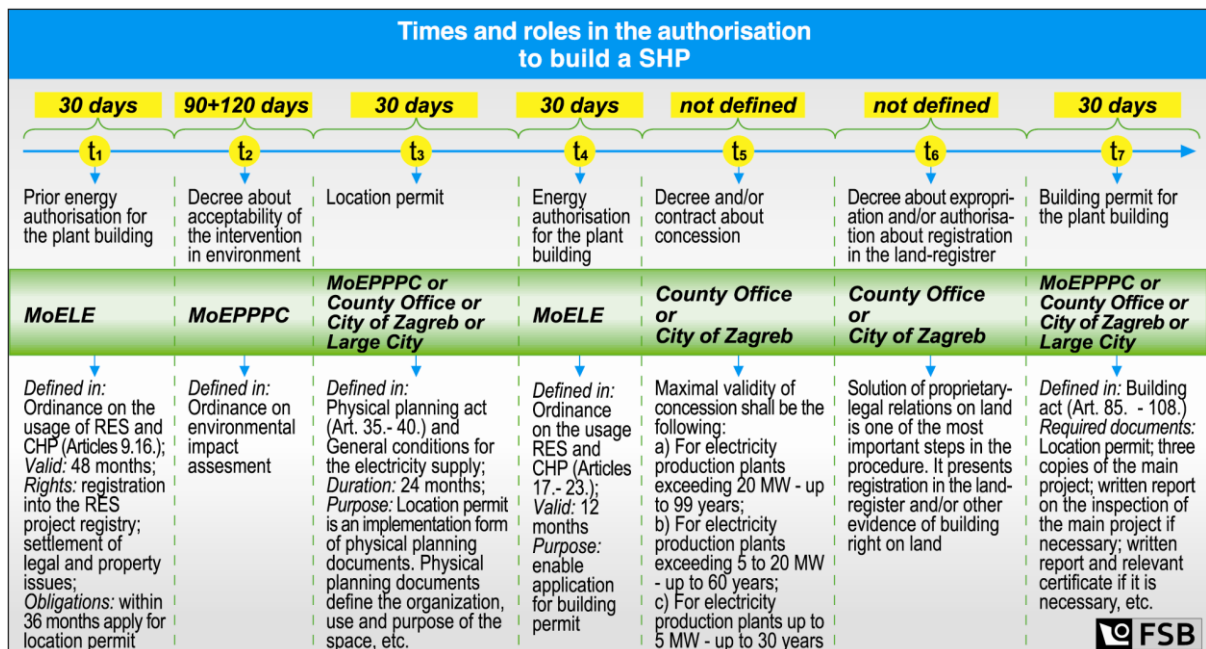 Times and roles in the authorisation
to build a SHP
30 days
90+120 days
30 days
30 days
not defined
not defined
30 days
t₁
t₂
t₃
t₄
t₅
t₆
t₇
Prior energy
authorisation for
the plant building
Decree about
acceptability of
the intervention
in environment
Location permit
Energy
authorisation
for the plant
building
Decree and/or
contract about
concession
Decree about expropri-
ation and/or authorisa-
tion about registration
in the land-registrer
Building permit for
the plant building
MoELE
MoEPPPC
MoEPPPC or
County Office or
City of Zagreb or
Large City
MoELE
County Office
or
City of Zagreb
County Office
or
City of Zagreb
MoEPPPC or
County Office or
City of Zagreb or
Large City
Defined in:
Ordinance on the
usage of RES and
CHP (Articles 9.16.);
Valid: 48 months;
Rights: registration
into the RES
project registry;
settlement of
legal and property
issues;
Obligations: within
36 months apply for
location permit
Defined in:
Ordinance on
environmental
impact
assesment
Defined in:
Physical planning act
(Art. 35.- 40.) and
General conditions for
the electricity supply;
Duration: 24 months;
Purpose: Location permit
is an implementation form
of physical planning
documents. Physical
planning documents
define the organization,
use and purpose of the
space, etc.
Defined in:
Ordinance
on the usage
RES and
CHP (Articles
17.- 23.);
Valid: 12
months
Purpose:
enable
application
for building
permit
Maximal validity of
concession shall be the
following:
a) For electricity
production plants
exceeding 20 MW - up
to 99 years;
b) For electricity
production plants
exceeding 5 to 20 MW
- up to 60 years;
c) For electricity
production plants up to
5 MW - up to 30 years
Solution of proprietary-
legal relations on land
is one of the most
important steps in the
procedure. It presents
registration in the land-
register and/or other
evidence of building
right on land
Defined in: Building
act (Art. 85. - 108.)
Required documents:
Location permit; three
copies of the main
project; written report
on the inspection of
the main project if
necessary; written
report and relevant
certificate if it is
necessary, etc.
FSB